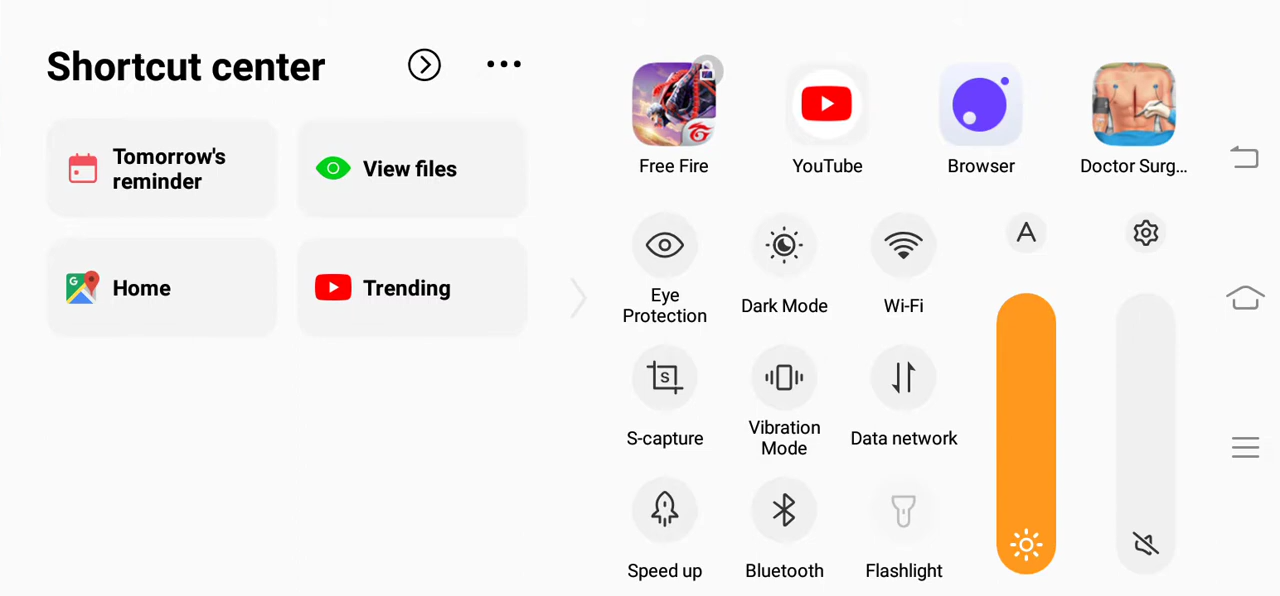 Shortcut center
Tomorrow's
reminder
View files
Home
Trending
Free Fire
YouTube
Browser
Doctor Surg...
Eye
Protection
Dark Mode
Wi-Fi
A
S-capture
Vibration
Mode
Data network
Speed up
Bluetooth
Flashlight